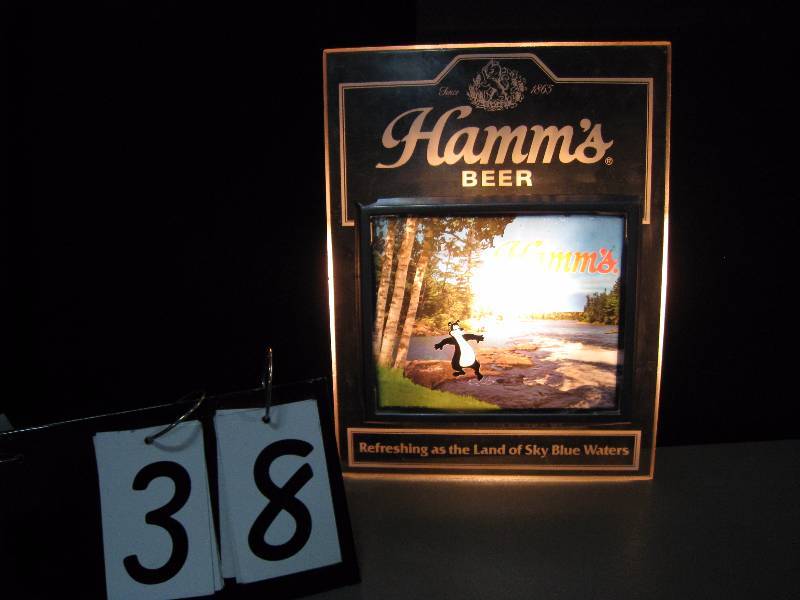 Since 1865
Hamm's®
BEER
Hamm's.
Refreshing as the Land of Sky Blue Waters
38